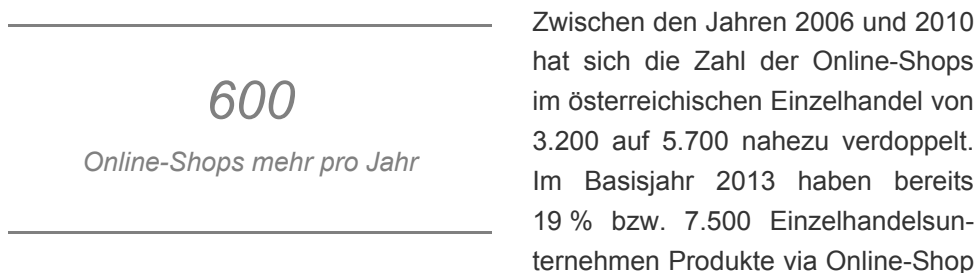 600
Online-Shops mehr pro Jahr
Zwischen den Jahren 2006 und 2010
hat sich die Zahl der Online-Shops
im österreichischen Einzelhandel von
3.200 auf 5.700 nahezu verdoppelt.
Im Basisjahr 2013 haben bereits
19 % bzw. 7.500 Einzelhandelsun-
ternehmen Produkte via Online-Shop